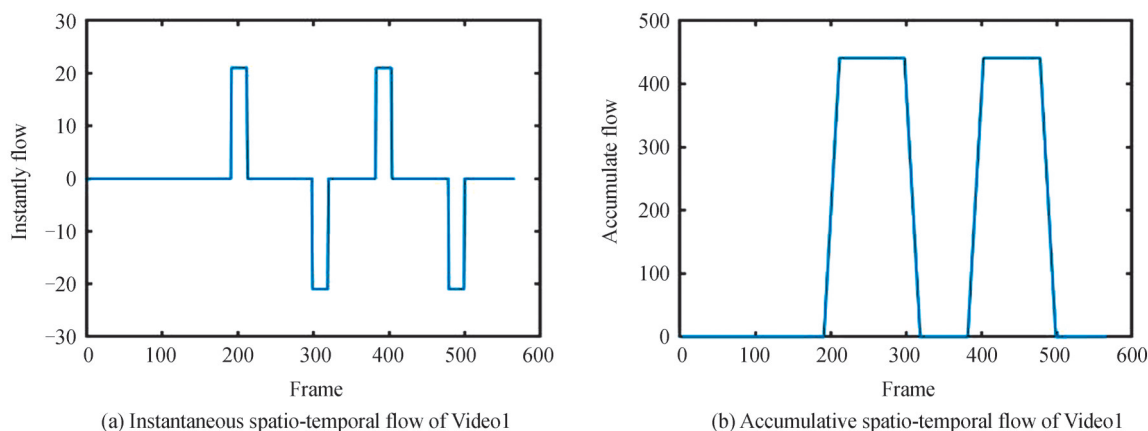 30
20
10
0
−10
−20
−30
Instantly flow
0 100 200 300 400 500 600
Frame
(a) Instantaneous spatio-temporal flow of Video1
500
400
300
200
100
0
Accumulate flow
0 100 200 300 400 500 600
Frame
(b) Accumulative spatio-temporal flow of Video1